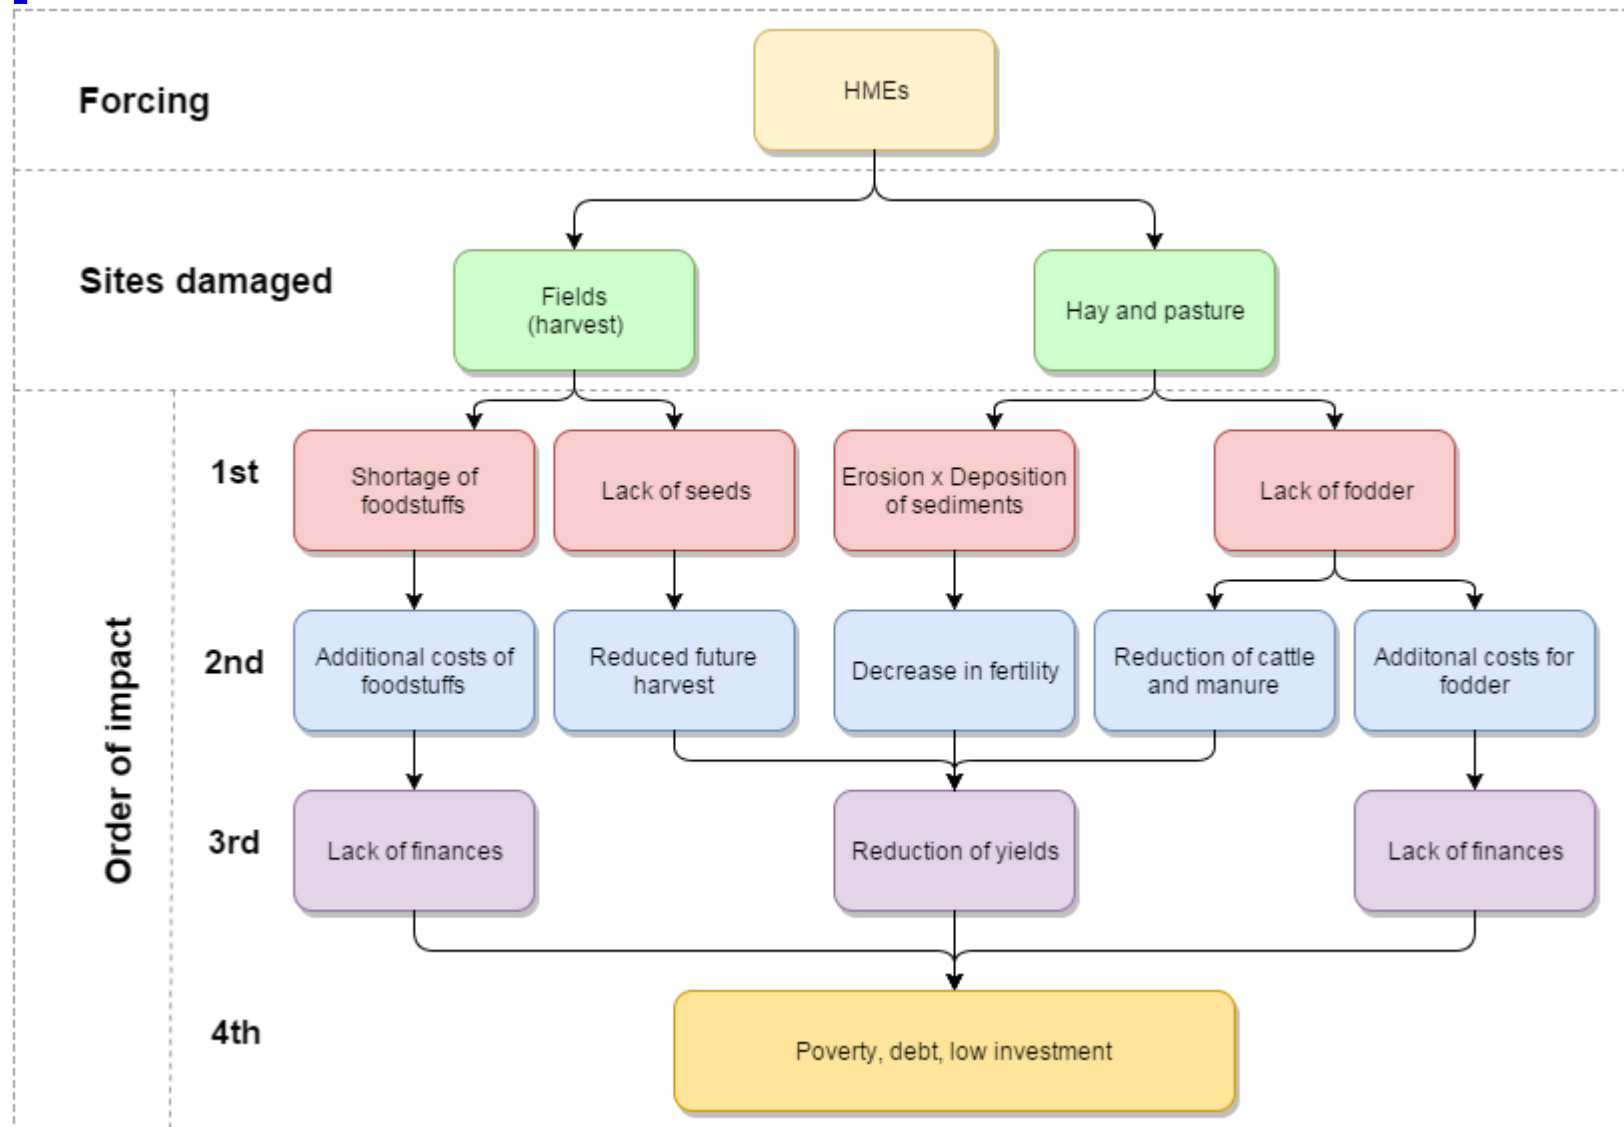 Forcing
HMEs
Sites damaged
Fields
(harvest)
Hay and pasture
Order of impact
1st
Shortage of
foodstuffs
Lack of seeds
Erosion x Deposition
of sediments
Lack of fodder
2nd
Additional costs of
foodstuffs
Reduced future
harvest
Decrease in fertility
Reduction of cattle
and manure
Additonal costs for
fodder
3rd
Lack of finances
Reduction of yields
Lack of finances
4th
Poverty, debt, low investment